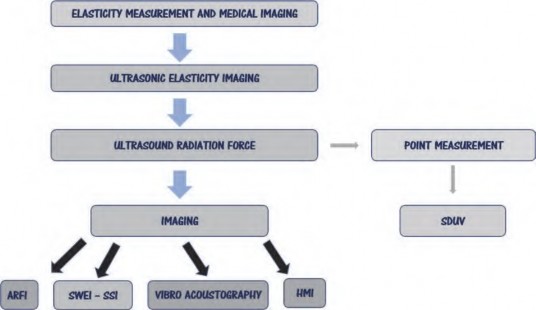 ELASTICITY MEASUREMENT AND MEDICAL IMAGING
ULTRASONIC ELASTICITY IMAGING
ULTRASOUND RADIATION FORCE
POINT MEASUREMENT
IMAGING
SDUV
ARFI
SWEI - SSI
VIBRO ACOUSTOGRAPHY
HMI